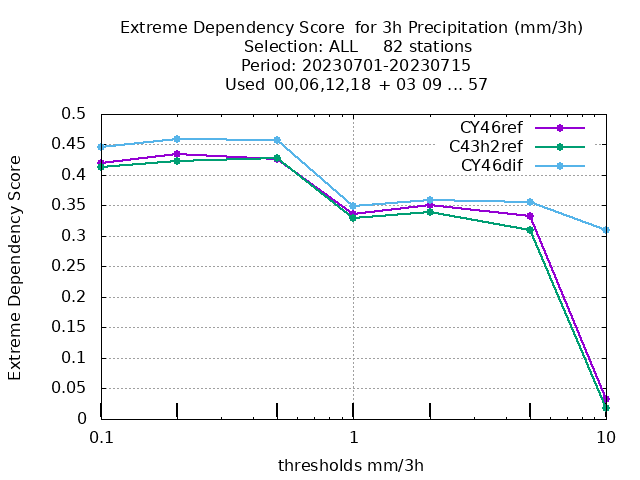 Extreme Dependency Score  for 3h Precipitation (mm/3h)
Selection: ALL     82 stations
Period: 20230701-20230715
Used  00,06,12,18  + 03 09 ... 57
CY46ref
C43h2ref
CY46dif
Extreme Dependency Score
0.5
0.45
0.4
0.35
0.3
0.25
0.2
0.15
0.1
0.05
0
0.1 1 10
thresholds mm/3h